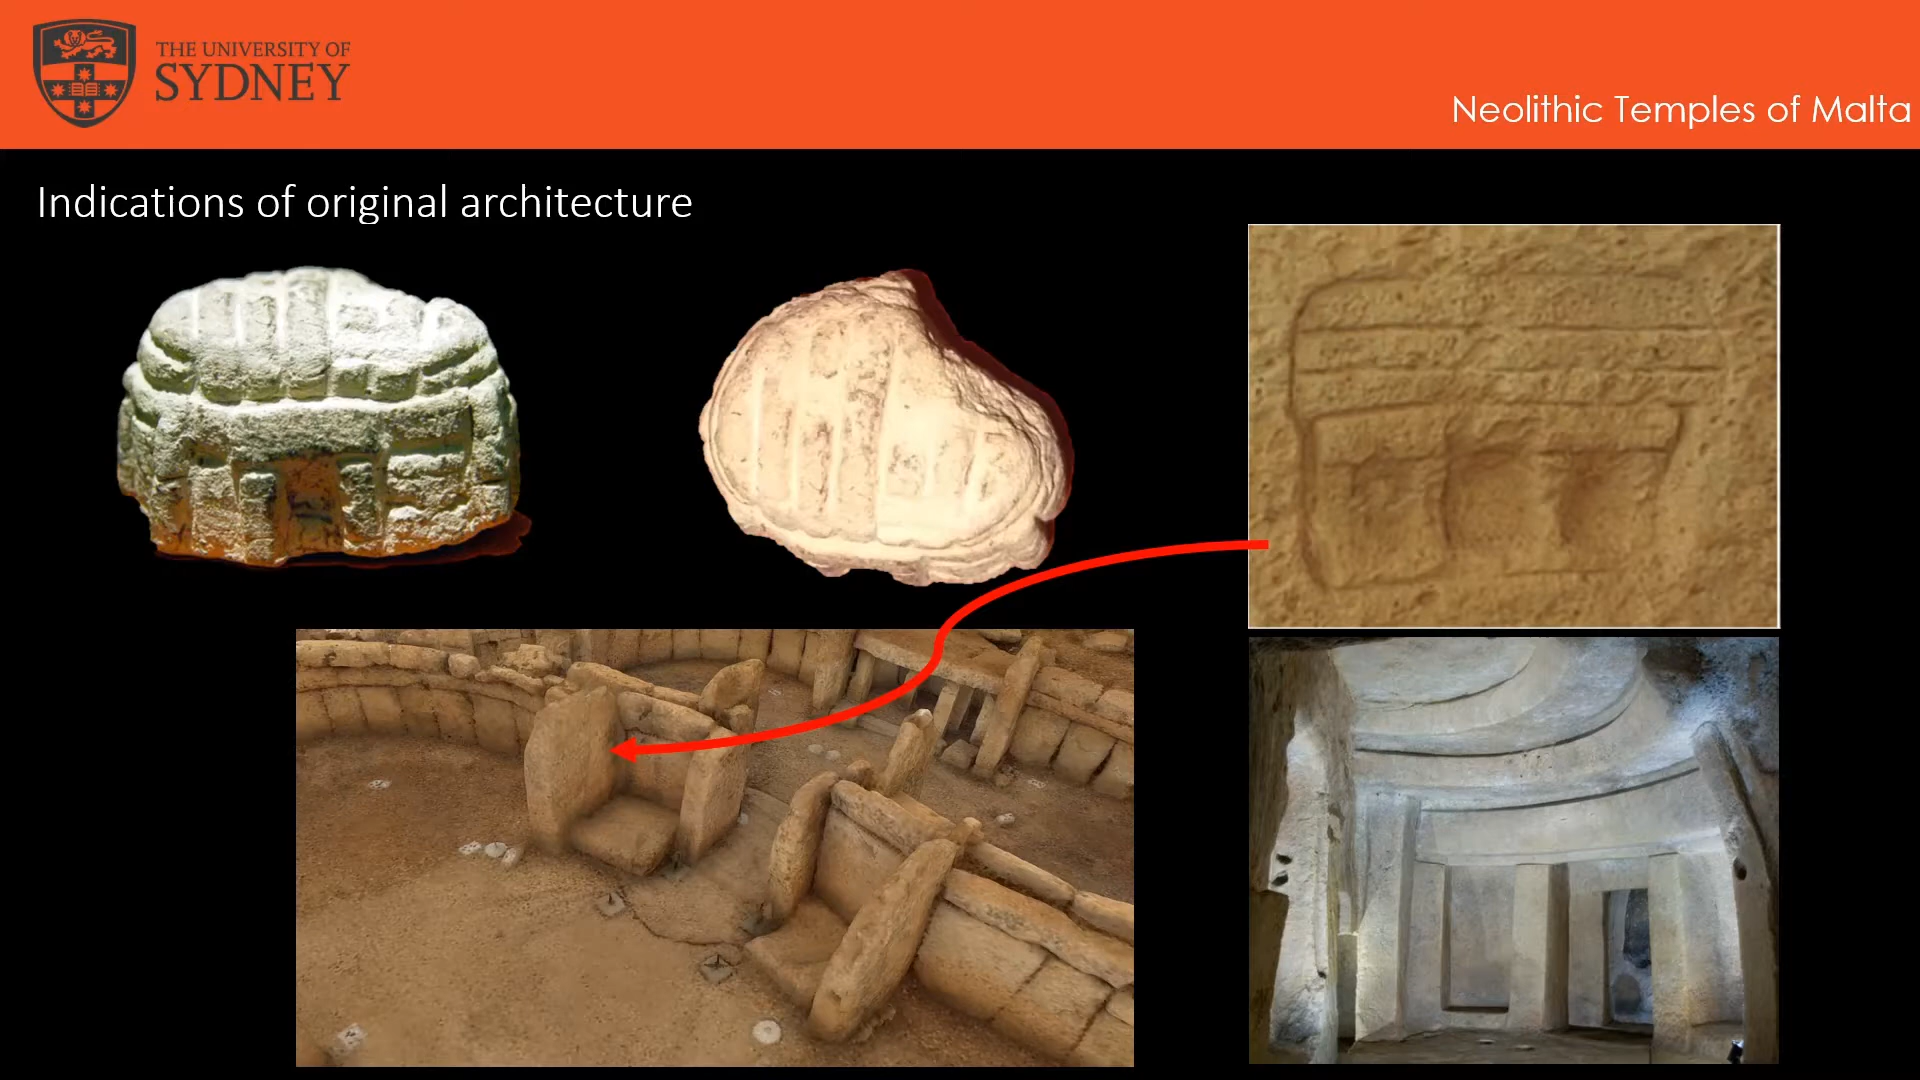 THE UNIVERSITY OF
SYDNEY
Neolithic Temples of Malta
Indications of original architecture